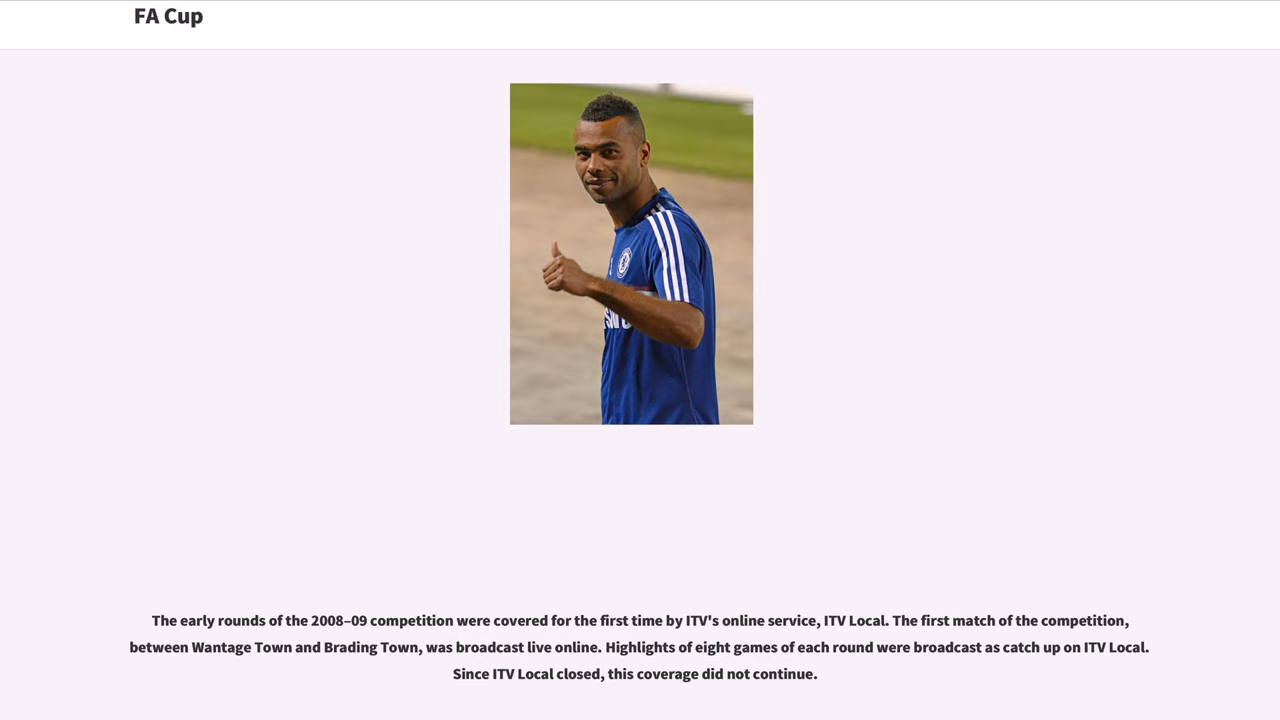 FA Cup
The early rounds of the 2008–09 competition were covered for the first time by ITV's online service, ITV Local. The first match of the competition,
between Wantage Town and Brading Town, was broadcast live online. Highlights of eight games of each round were broadcast as catch up on ITV Local.
Since ITV Local closed, this coverage did not continue.